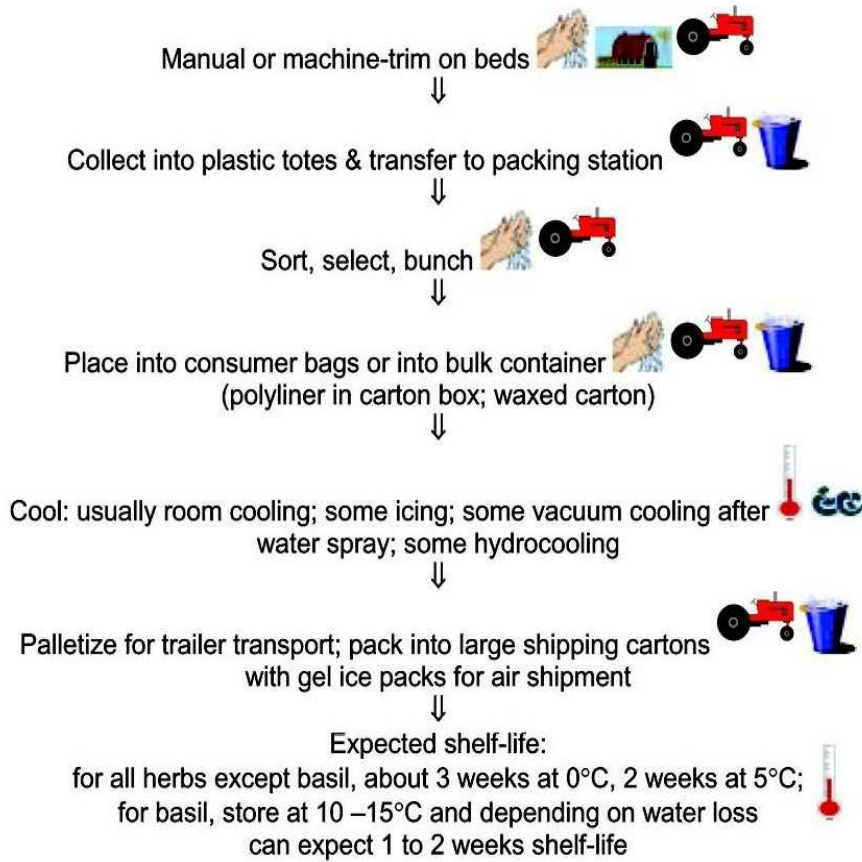 Manual or machine-trim on beds
⇓
Collect into plastic totes & transfer to packing station
⇓
Sort, select, bunch
⇓
Place into consumer bags or into bulk container
(polyliner in carton box; waxed carton)
⇓
Cool: usually room cooling; some icing; some vacuum cooling after
water spray; some hydrocooling
⇓
Palletize for trailer transport; pack into large shipping cartons
with gel ice packs for air shipment
⇓
Expected shelf-life:
for all herbs except basil, about 3 weeks at 0°C, 2 weeks at 5°C;
for basil, store at 10 –15°C and depending on water loss
can expect 1 to 2 weeks shelf-life